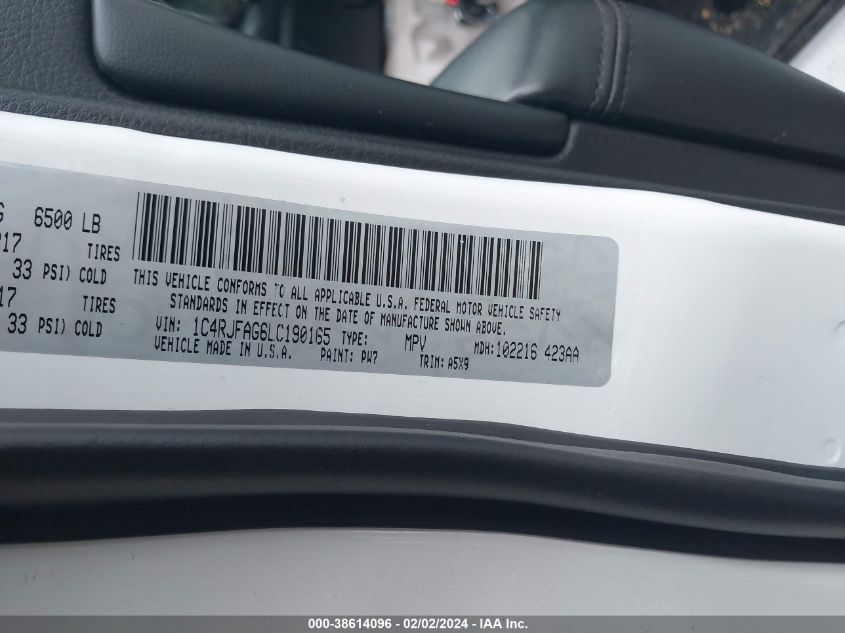 G 6500 LB
R17 TIRES
33 PSI) COLD
17 TIRES
33 PSI) COLD
THIS VEHICLE CONFORMS TO ALL APPLICABLE U.S.A. FEDERAL MOTOR VEHICLE SAFETY
STANDARDS IN EFFECT ON THE DATE OF MANUFACTURE SHOWN ABOVE.
VIN: 1C4RJFAG6LC190165 TYPE: MPV MDH:102216 423AA
VEHICLE MADE IN U.S.A. PAINT: PW7 TRIM: A5X9
000-38614096 - 02/02/2024 - IAA Inc.